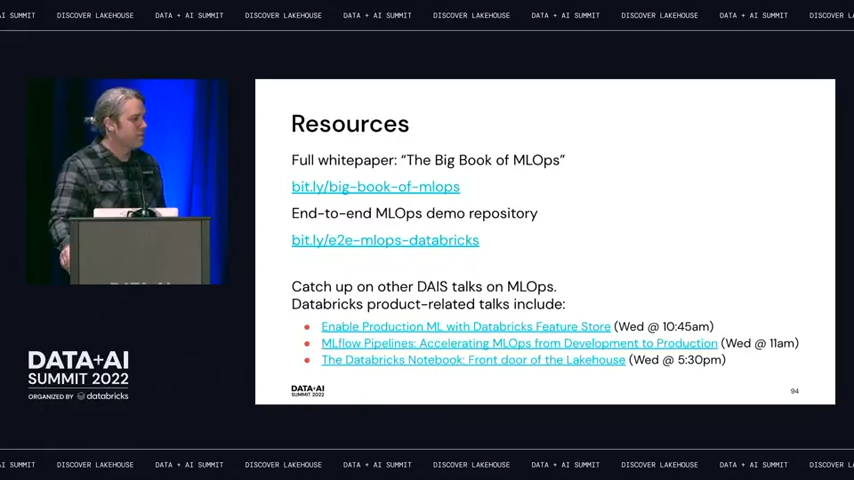 AI SUMMIT DISCOVER LAKEHOUSE DATA + AI SUMMIT DISCOVER LAKEHOUSE DATA + AI SUMMIT DISCOVER LAKEHOUSE DATA + AI SUMMIT DISCOVER LAKEHOUSE DATA + AI SUMMIT DISCOVER LA
Resources
Full whitepaper: “The Big Book of MLOps”
bit.ly/big-book-of-mlops
End-to-end MLOps demo repository
bit.ly/e2e-mlops-databricks
Catch up on other DAIS talks on MLOps.
Databricks product-related talks include:
• Enable Production ML with Databricks Feature Store (Wed @ 10:45am)
• MLflow Pipelines: Accelerating MLOps from Development to Production (Wed @ 11am)
• The Databricks Notebook: Front door of the Lakehouse (Wed @ 5:30pm)
DATA+AI
SUMMIT 2022
94
DATA+AI
SUMMIT 2022
ORGANIZED BY databricks
AI SUMMIT DISCOVER LAKEHOUSE DATA + AI SUMMIT DISCOVER LAKEHOUSE DATA + AI SUMMIT DISCOVER LAKEHOUSE DATA + AI SUMMIT DISCOVER LAKEHOUSE DATA + AI SUMMIT DISCOVER LA